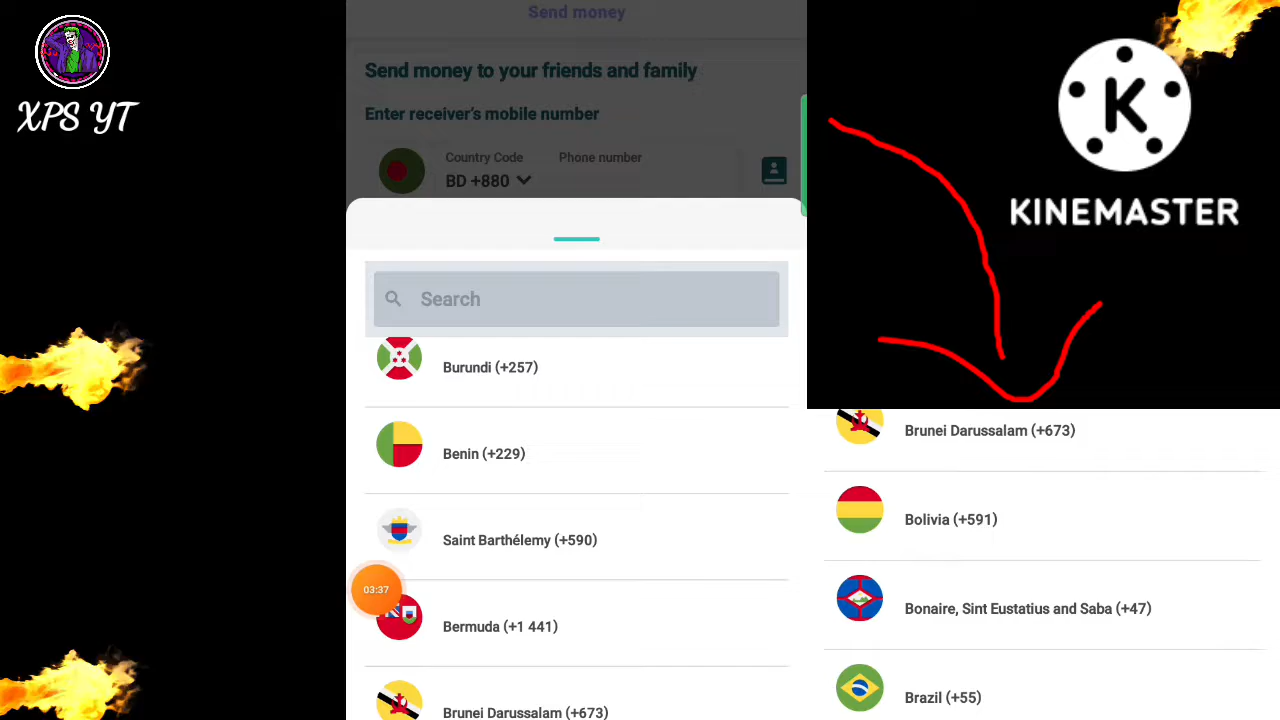 XPS YT
Send money
Send money to your friends and family
Enter receiver's mobile number
Country Code
Phone number
BD +880
Search
Burundi (+257)
Benin (+229)
Saint Barthélemy (+590)
03:37
Bermuda (+1 441)
Brunei Darussalam (+673)
K
KINEMASTER
Brunei Darussalam (+673)
Bolivia (+591)
Bonaire, Sint Eustatius and Saba (+47)
Brazil (+55)